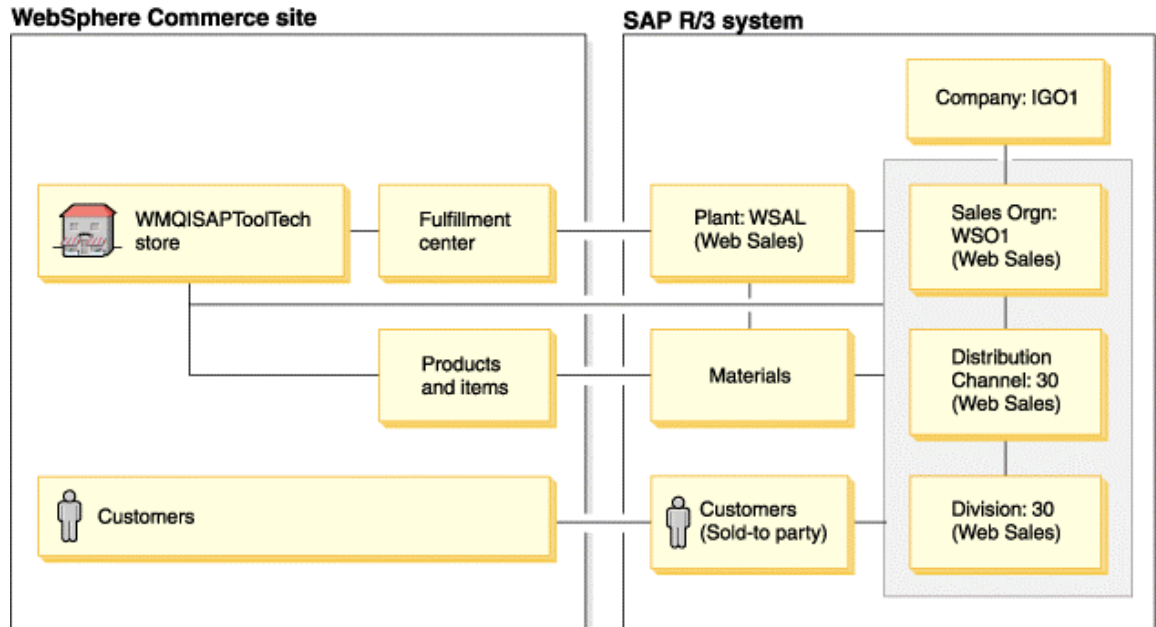 WebSphere Commerce site
SAP R/3 system
Company: IGO1
WMQISAPToolTech
store
Fulfillment
center
Plant: WSAL
(Web Sales)
Sales Orgn:
WSO1
(Web Sales)
Products
and items
Materials
Distribution
Channel: 30
(Web Sales)
Customers
Customers
(Sold-to party)
Division: 30
(Web Sales)